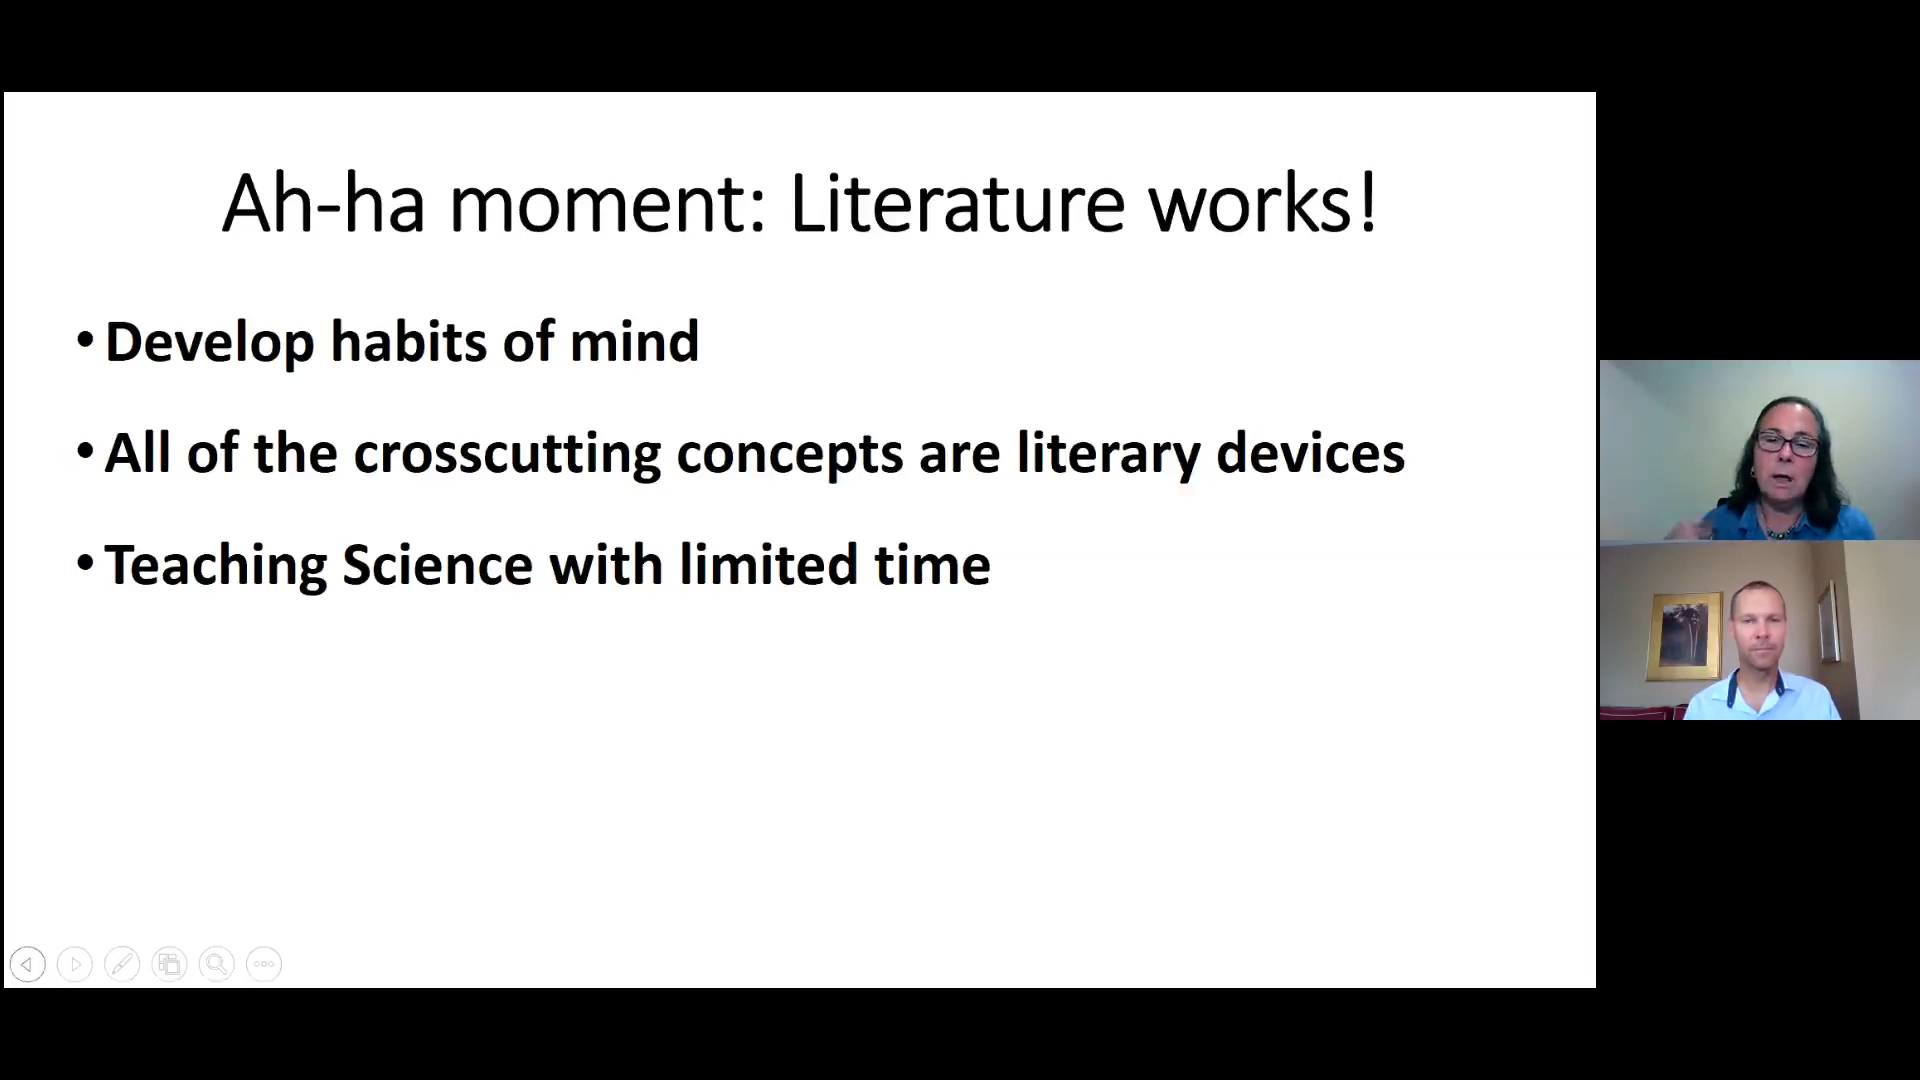 Ah-ha moment: Literature works!
• Develop habits of mind
• All of the crosscutting concepts are literary devices
• Teaching Science with limited time